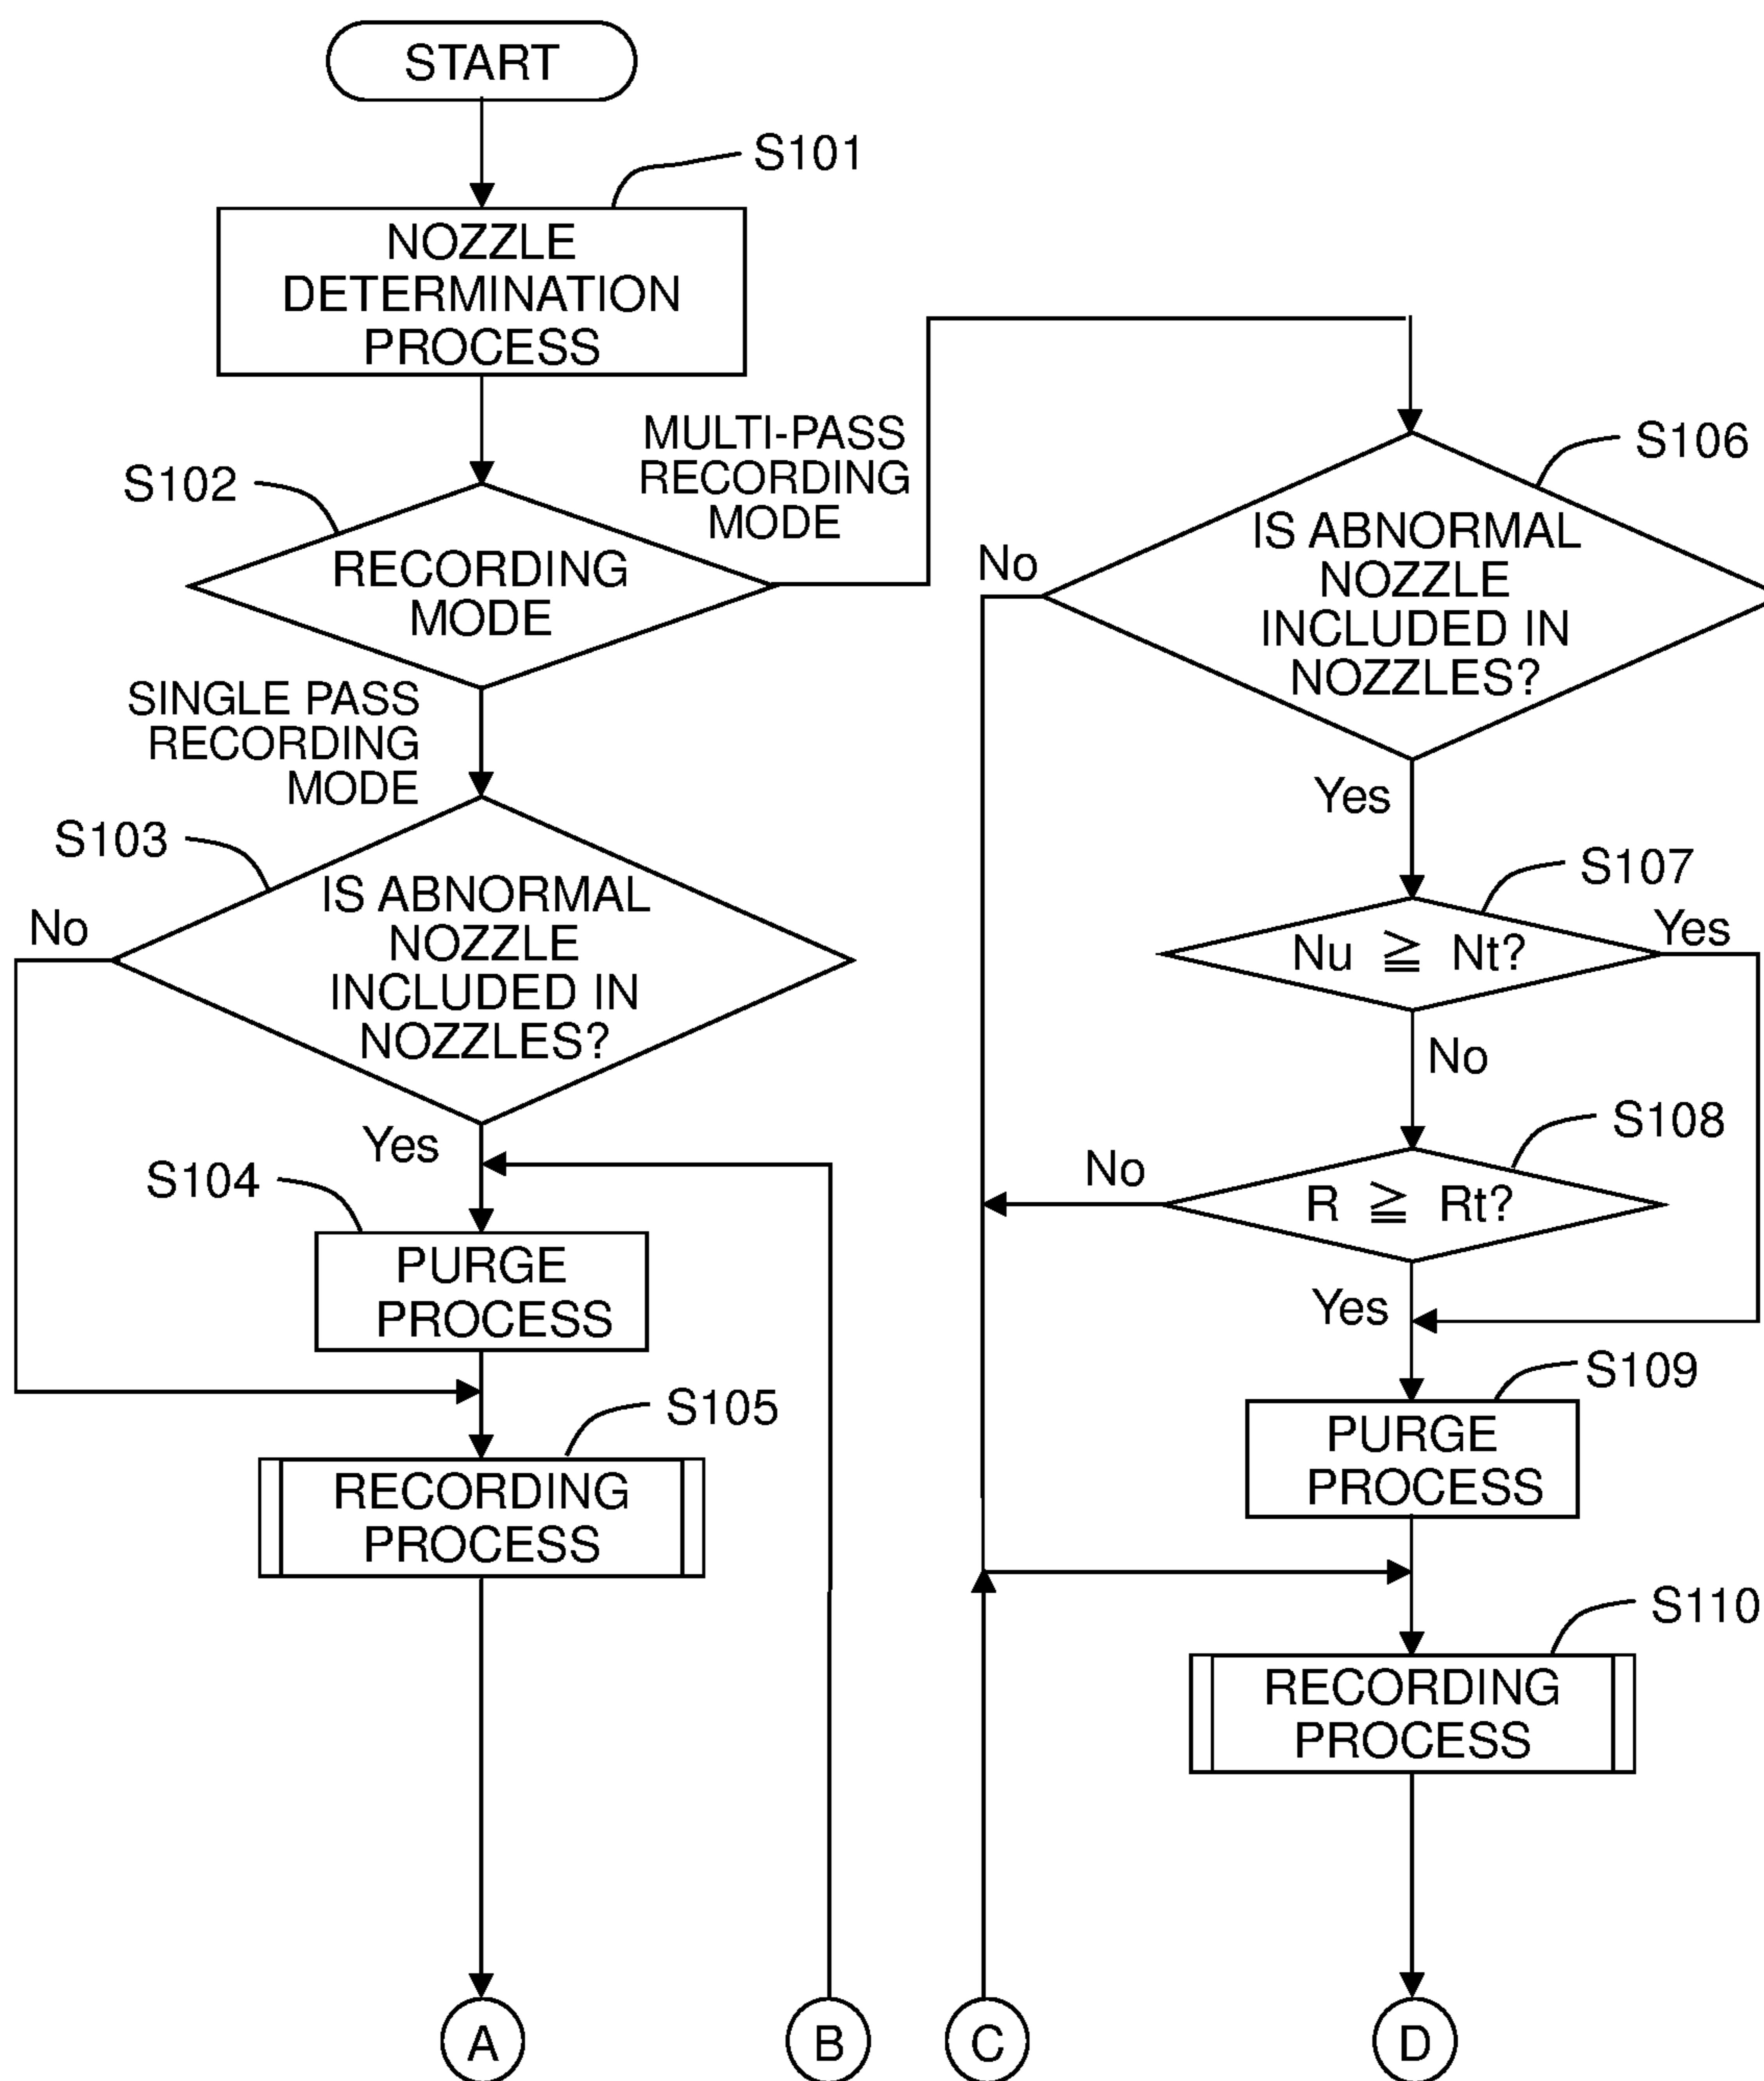 START
S101
NOZZLE
DETERMINATION
PROCESS
MULTI-PASS
RECORDING
MODE
S102
RECORDING
MODE
SINGLE PASS
RECORDING
MODE
S103
No
IS ABNORMAL
NOZZLE
INCLUDED IN
NOZZLES?
Yes
S104
PURGE
PROCESS
S105
RECORDING
PROCESS
A
B
S106
No
IS ABNORMAL
NOZZLE
INCLUDED IN
NOZZLES?
Yes
S107
Nu ≧ Nt?
Yes
No
S108
No
R ≧ Rt?
Yes
S109
PURGE
PROCESS
S110
RECORDING
PROCESS
C
D